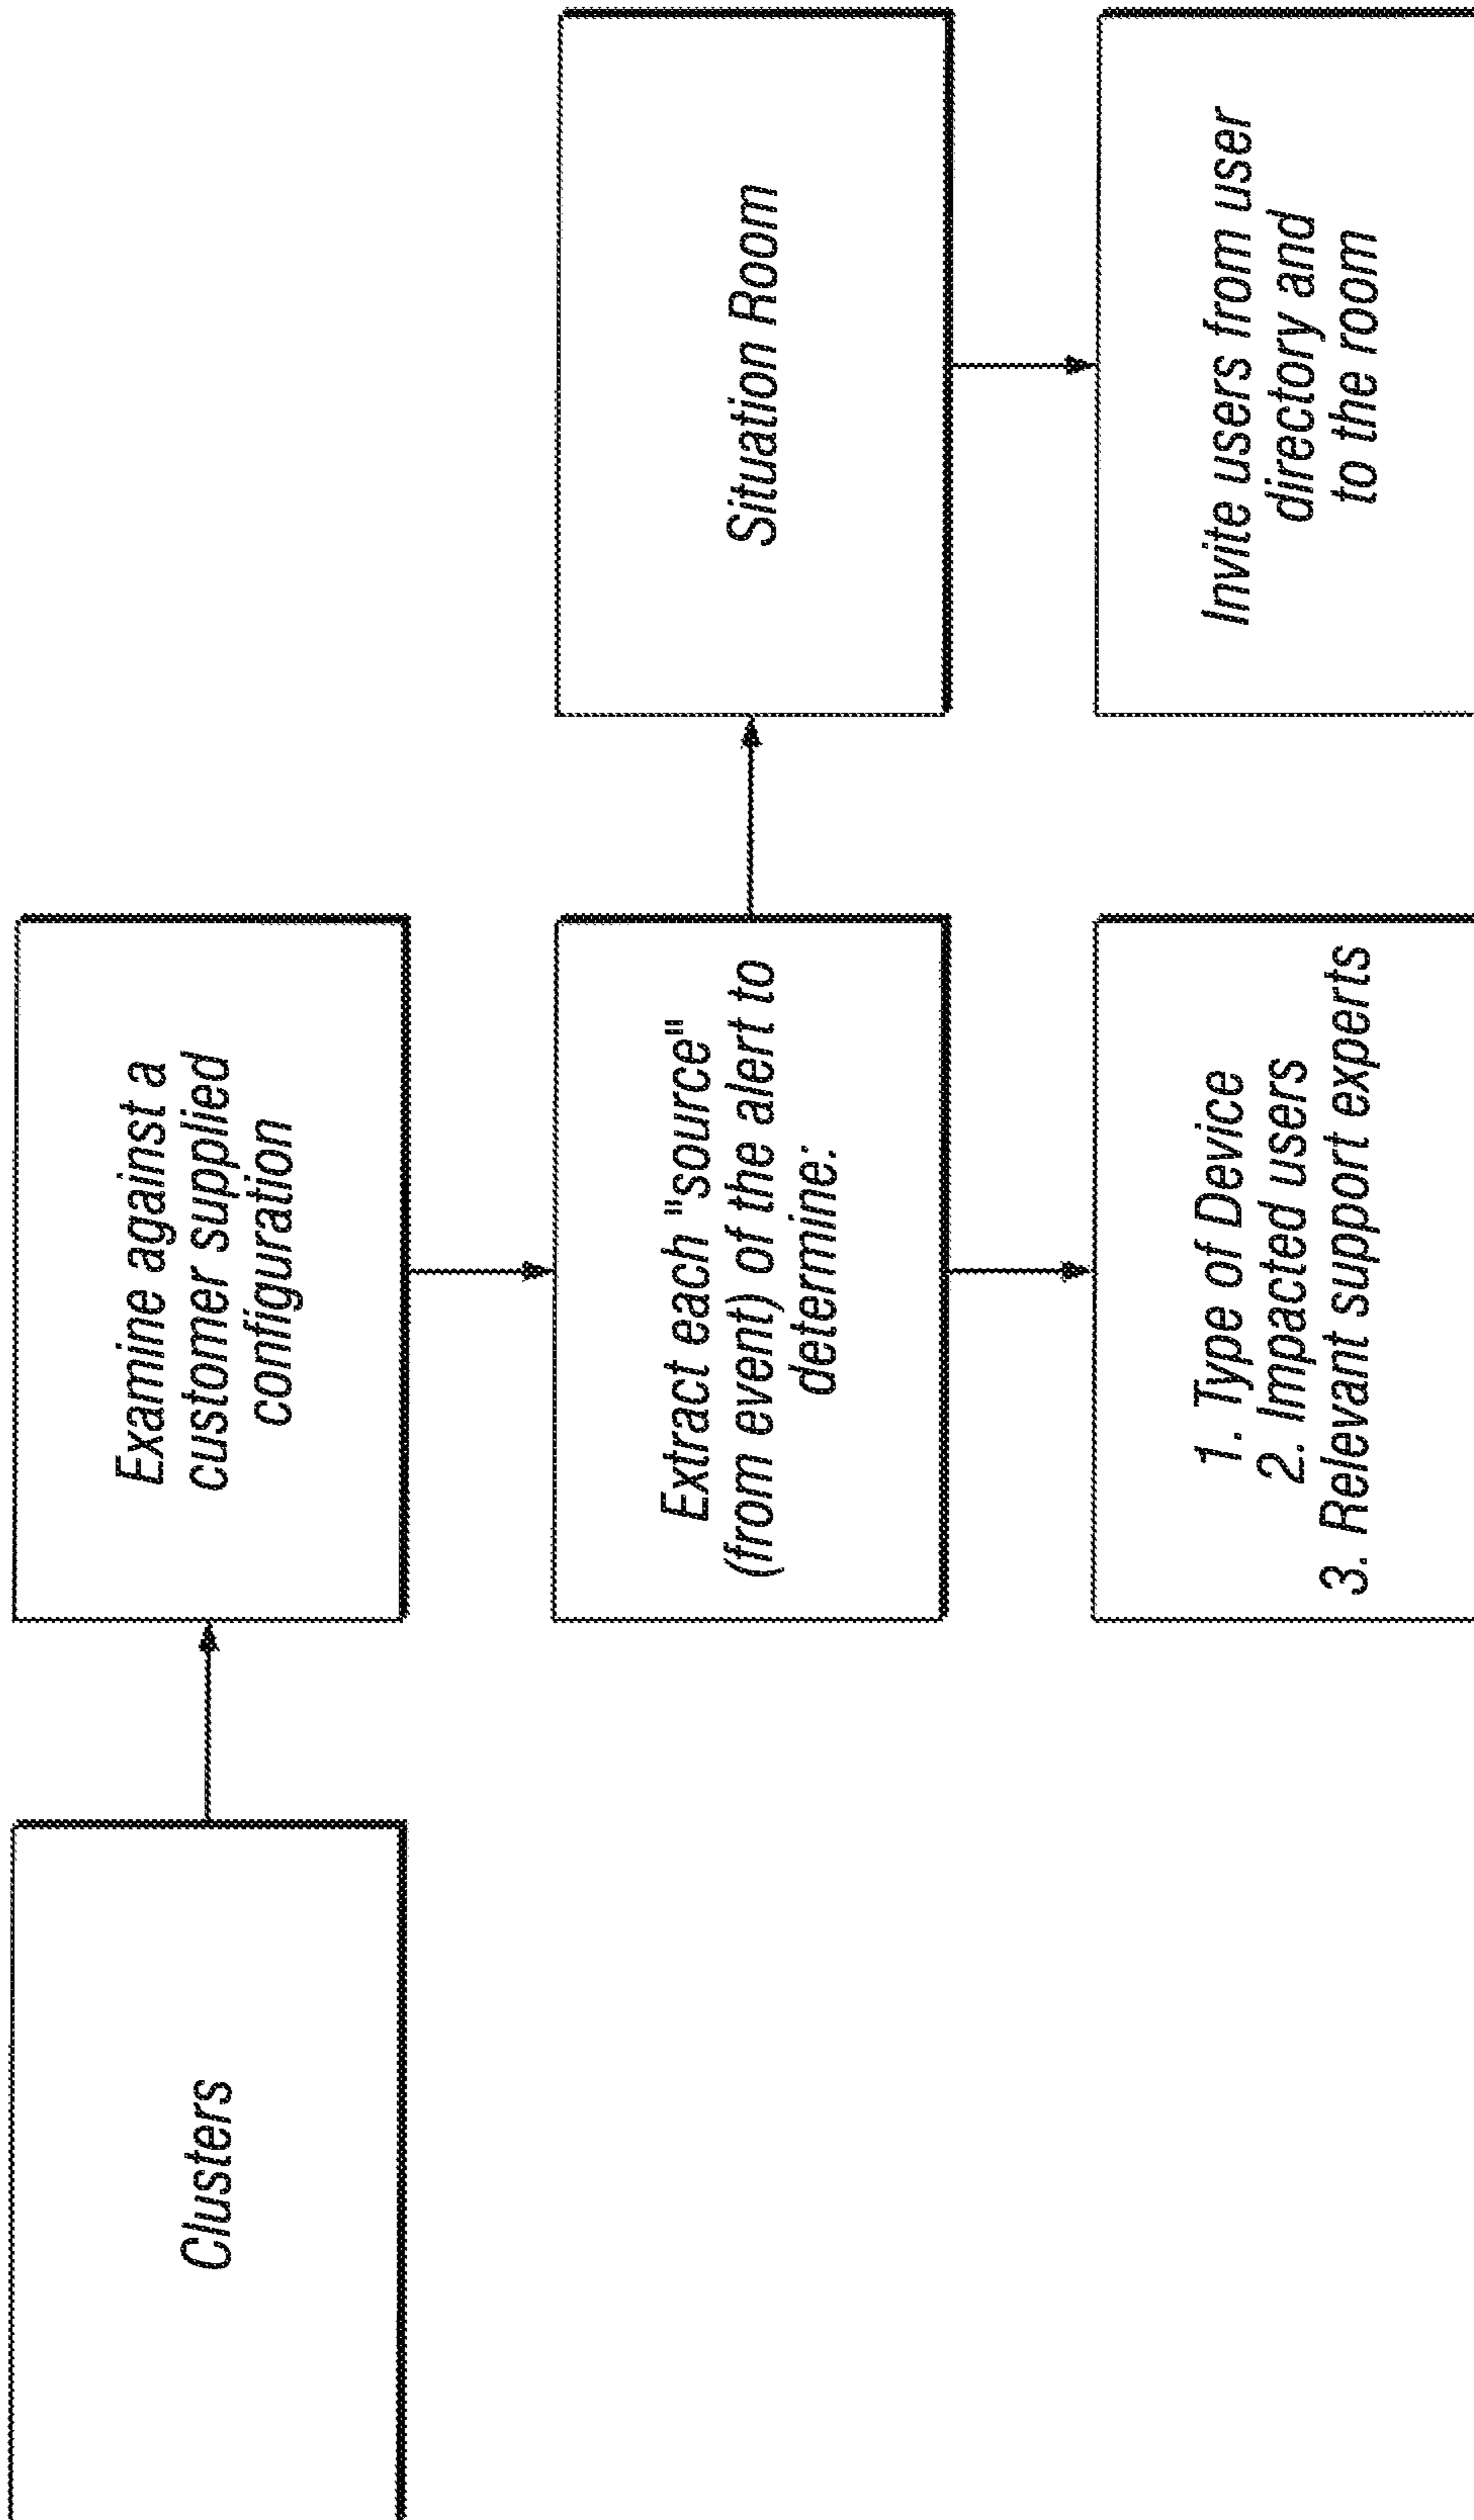 Clusters
Examine against a
customer supplied
configuration
Extract each "source"
(from event) of the alert to
determine:
Situation Room
1. Type of Device
2. Impacted users
3. Relevant support experts
Invite users from user
directory and
to the room